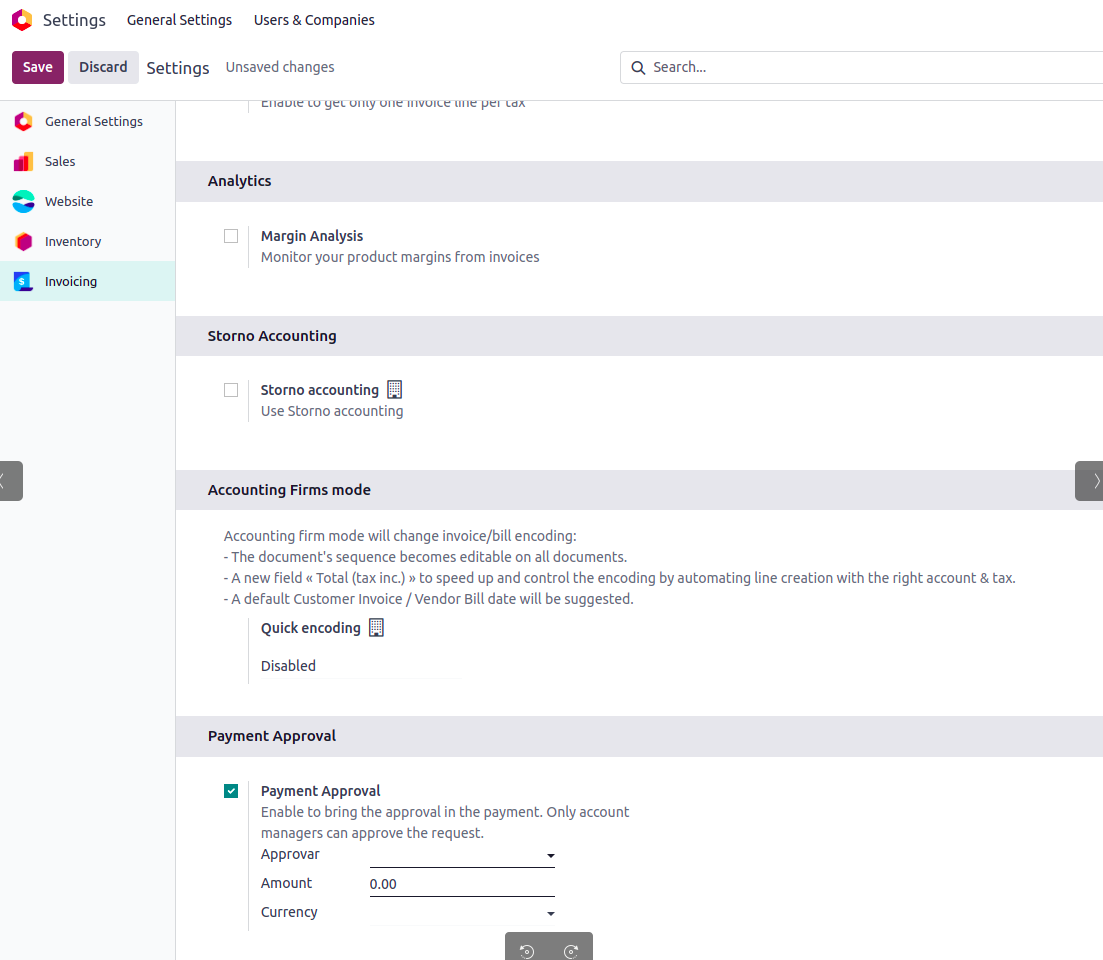 Settings General Settings Users & Companies
Save Discard Settings Unsaved changes Search...
General Settings
Sales
Website
Inventory
Invoicing
Enable to get only one invoice line per tax
Analytics
Margin Analysis
Monitor your product margins from invoices
Storno Accounting
Storno accounting
Use Storno accounting
Accounting Firms mode
Accounting firm mode will change invoice/bill encoding:
- The document's sequence becomes editable on all documents.
- A new field « Total (tax inc.) » to speed up and control the encoding by automating line creation with the right account & tax.
- A default Customer Invoice / Vendor Bill date will be suggested.
Quick encoding
Disabled
Payment Approval
Payment Approval
Enable to bring the approval in the payment. Only account
managers can approve the request.
Approvar
Amount 0.00
Currency